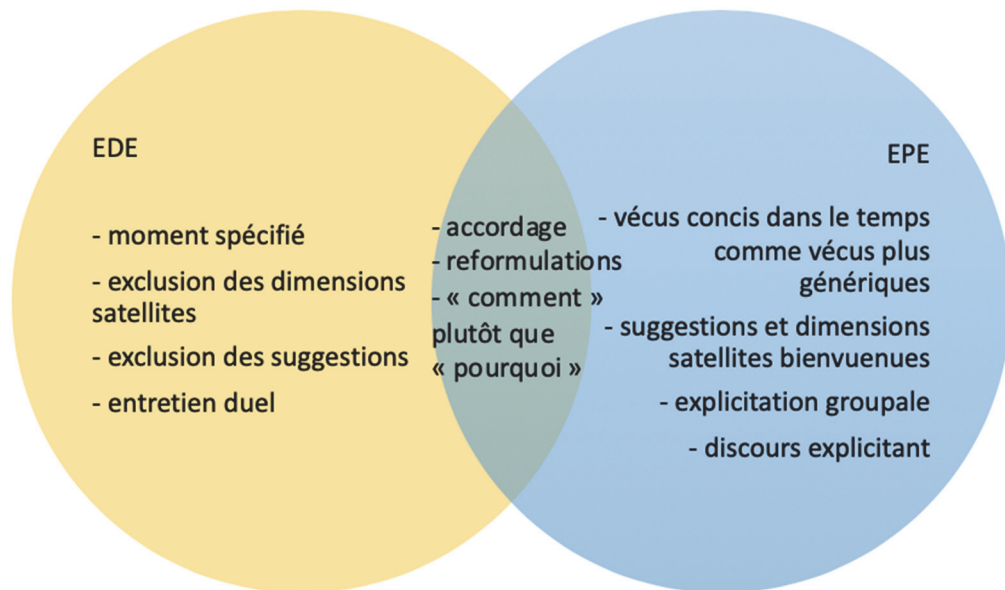 EDE
- moment spécifié
- exclusion des dimensions
satellites
- exclusion des suggestions
- entretien duel
- accordage
- reformulations
- « comment »
plutôt que
« pourquoi »
EPE
- vécus concis dans le temps
comme vécus plus
génériques
- suggestions et dimensions
satellites bienvuenues
- explicitation groupale
- discours explicitant